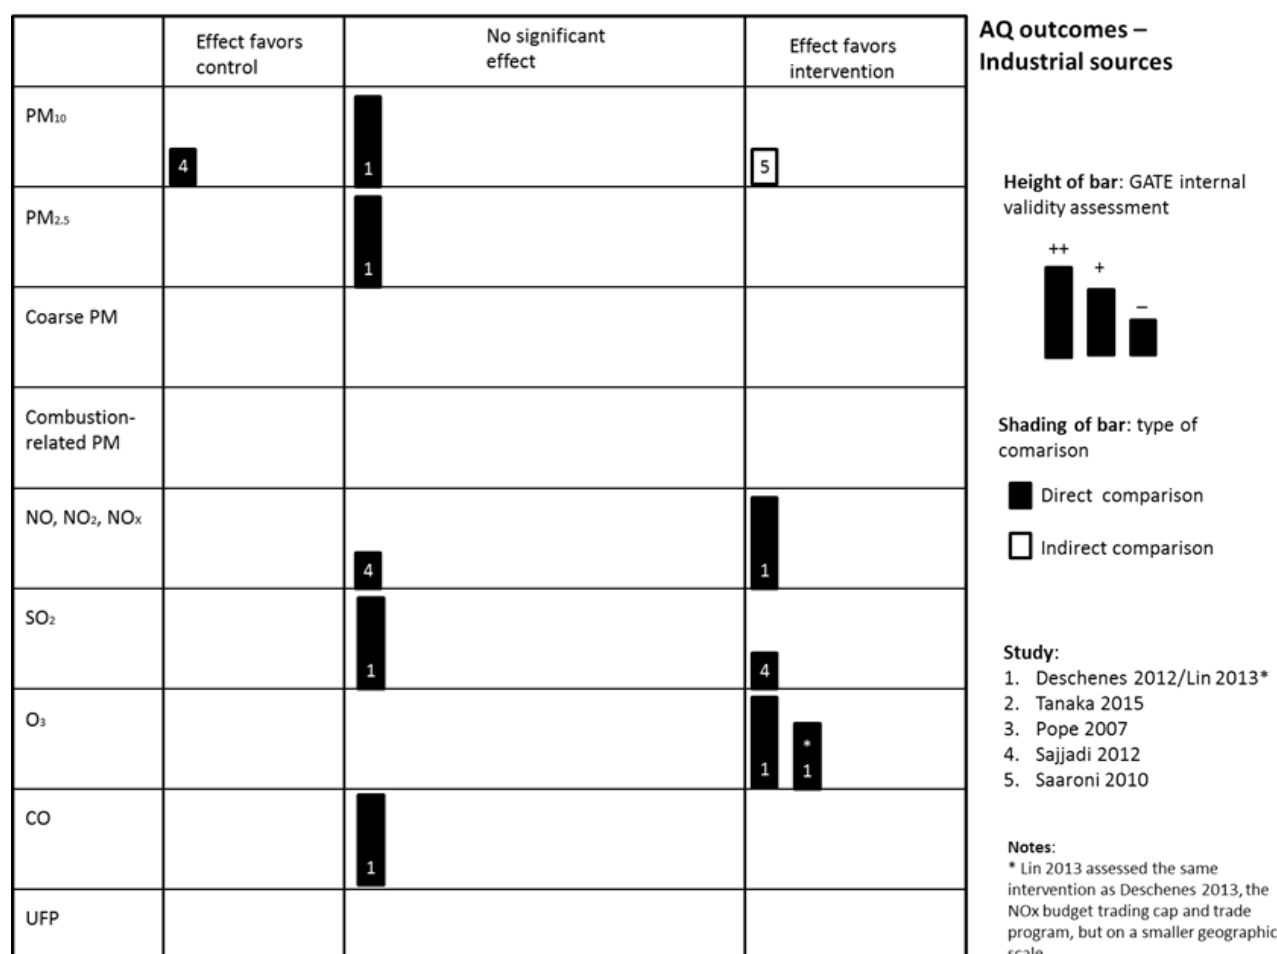 Effect favors
control
No significant
effect
Effect favors
intervention
AQ outcomes –
Industrial sources
PM10
4
1
5
PM2.5
1
Coarse PM
Combustion-
related PM
NO, NO2, NOx
4
1
SO2
1
4
O3
1
*
1
CO
1
UFP
Height of bar: GATE internal
validity assessment
++
+
–
Shading of bar: type of
comarison
Direct comparison
Indirect comparison
Study:
1. Deschenes 2012/Lin 2013*
2. Tanaka 2015
3. Pope 2007
4. Sajjadi 2012
5. Saaroni 2010
Notes:
* Lin 2013 assessed the same
intervention as Deschenes 2013, the
NOx budget trading cap and trade
program, but on a smaller geographic
scale